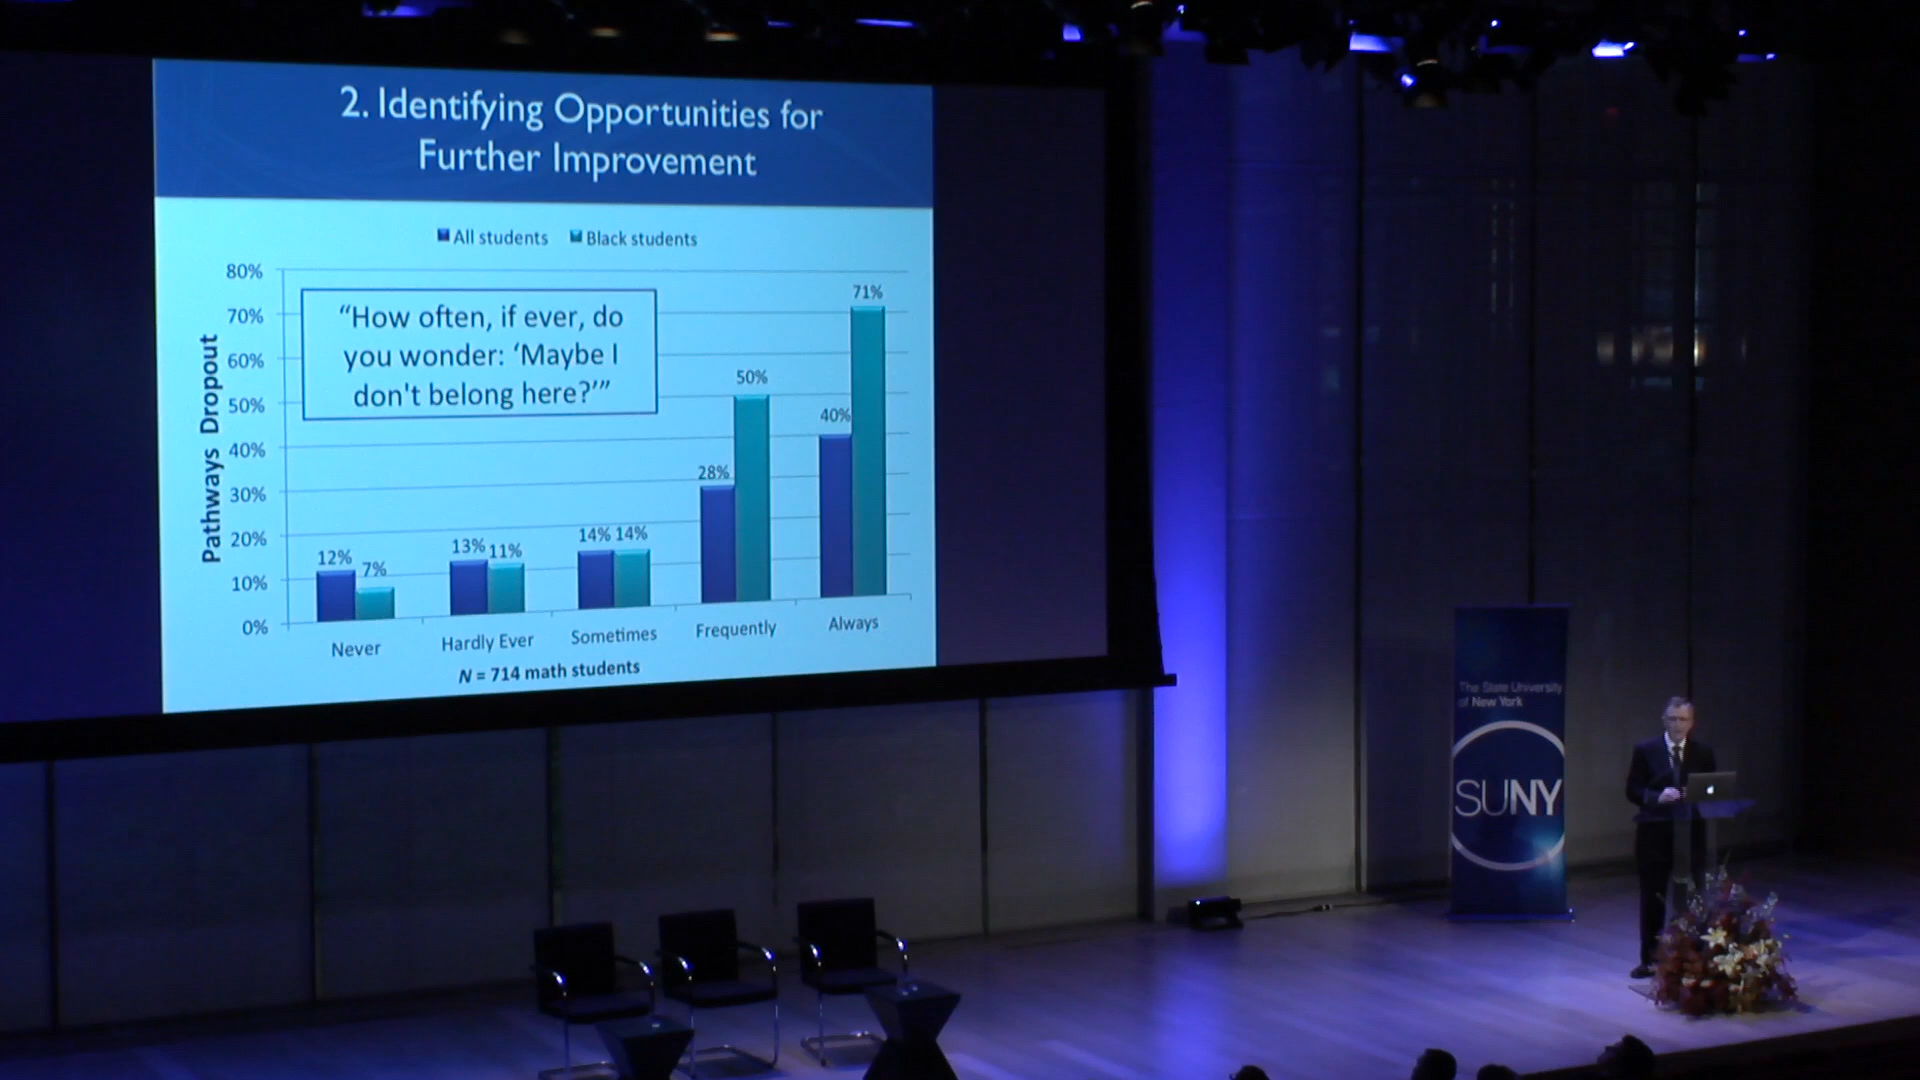 2. Identifying Opportunities for
Further Improvement
All students
Black students
80%
70%
60%
50%
40%
30%
20%
10%
0%
Pathways Dropout
“How often, if ever, do
you wonder: ‘Maybe I
don't belong here?’”
12%
7%
13%
11%
14%
14%
28%
50%
40%
71%
Never
Hardly Ever
Sometimes
Frequently
Always
N = 714 math students
The State University
of New York
SUNY